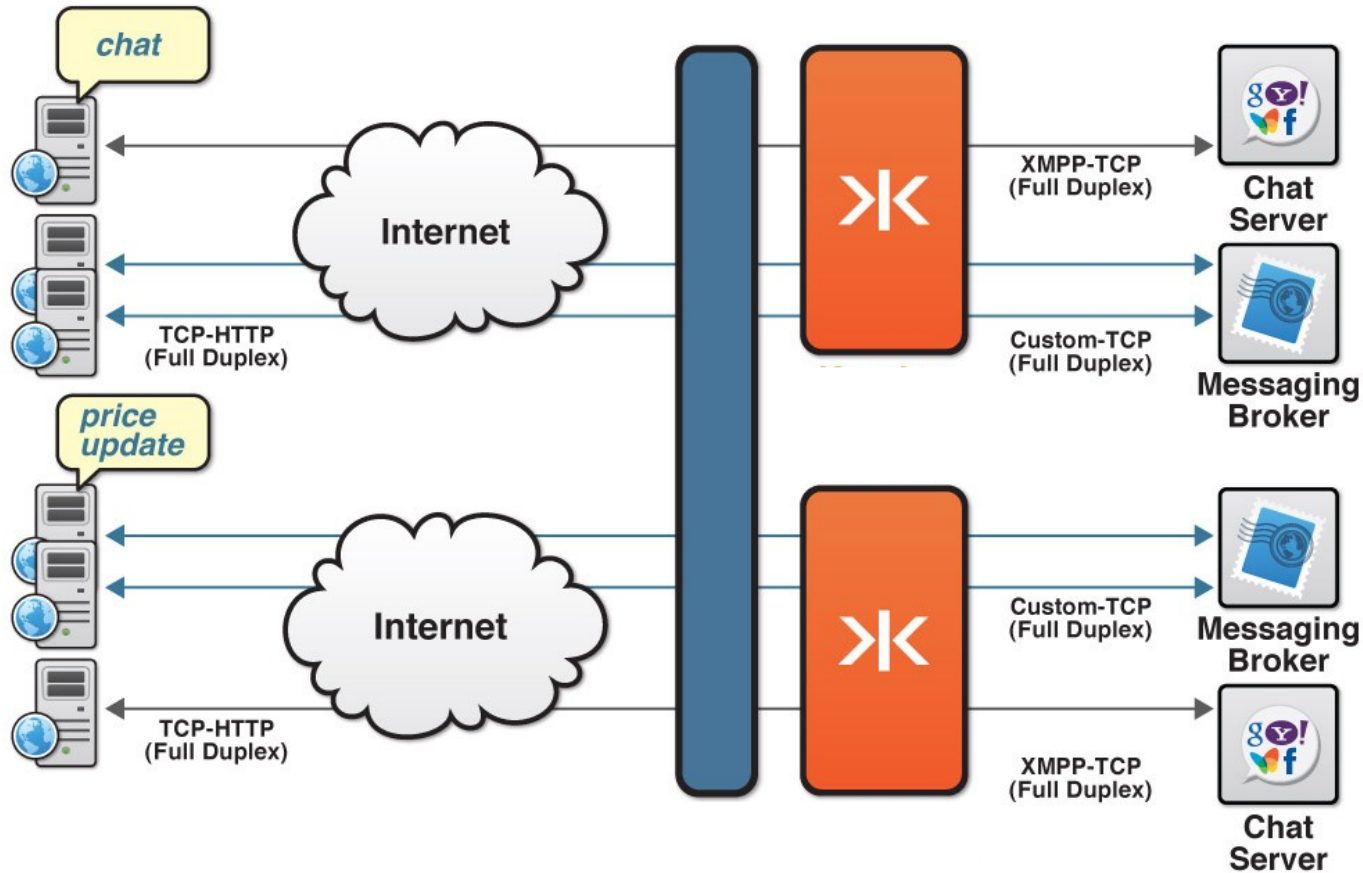 chat
Internet
TCP-HTTP
(Full Duplex)
XMPP-TCP
(Full Duplex)
g Y! f
Chat
Server
Custom-TCP
(Full Duplex)
Messaging
Broker
price
update
Internet
TCP-HTTP
(Full Duplex)
Custom-TCP
(Full Duplex)
Messaging
Broker
XMPP-TCP
(Full Duplex)
g Y! f
Chat
Server